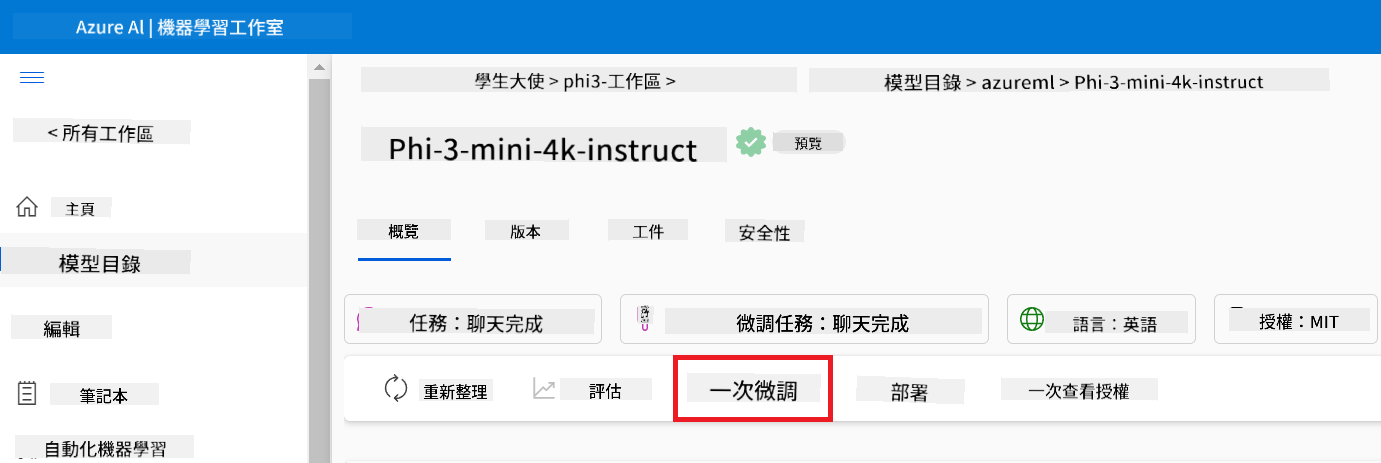 Azure AI | 機器學習工作室
學生大使 > phi3-工作區 >
模型目錄 > azureml > Phi-3-mini-4k-instruct
< 所有工作區
Phi-3-mini-4k-instruct
預覽
主頁
概覽
版本
工件
安全性
模型目錄
編輯
任務：聊天完成
微調任務：聊天完成
語言：英語
授權：MIT
筆記本
重新整理
評估
一次微調
部署
一次查看授權
自動化機器學習